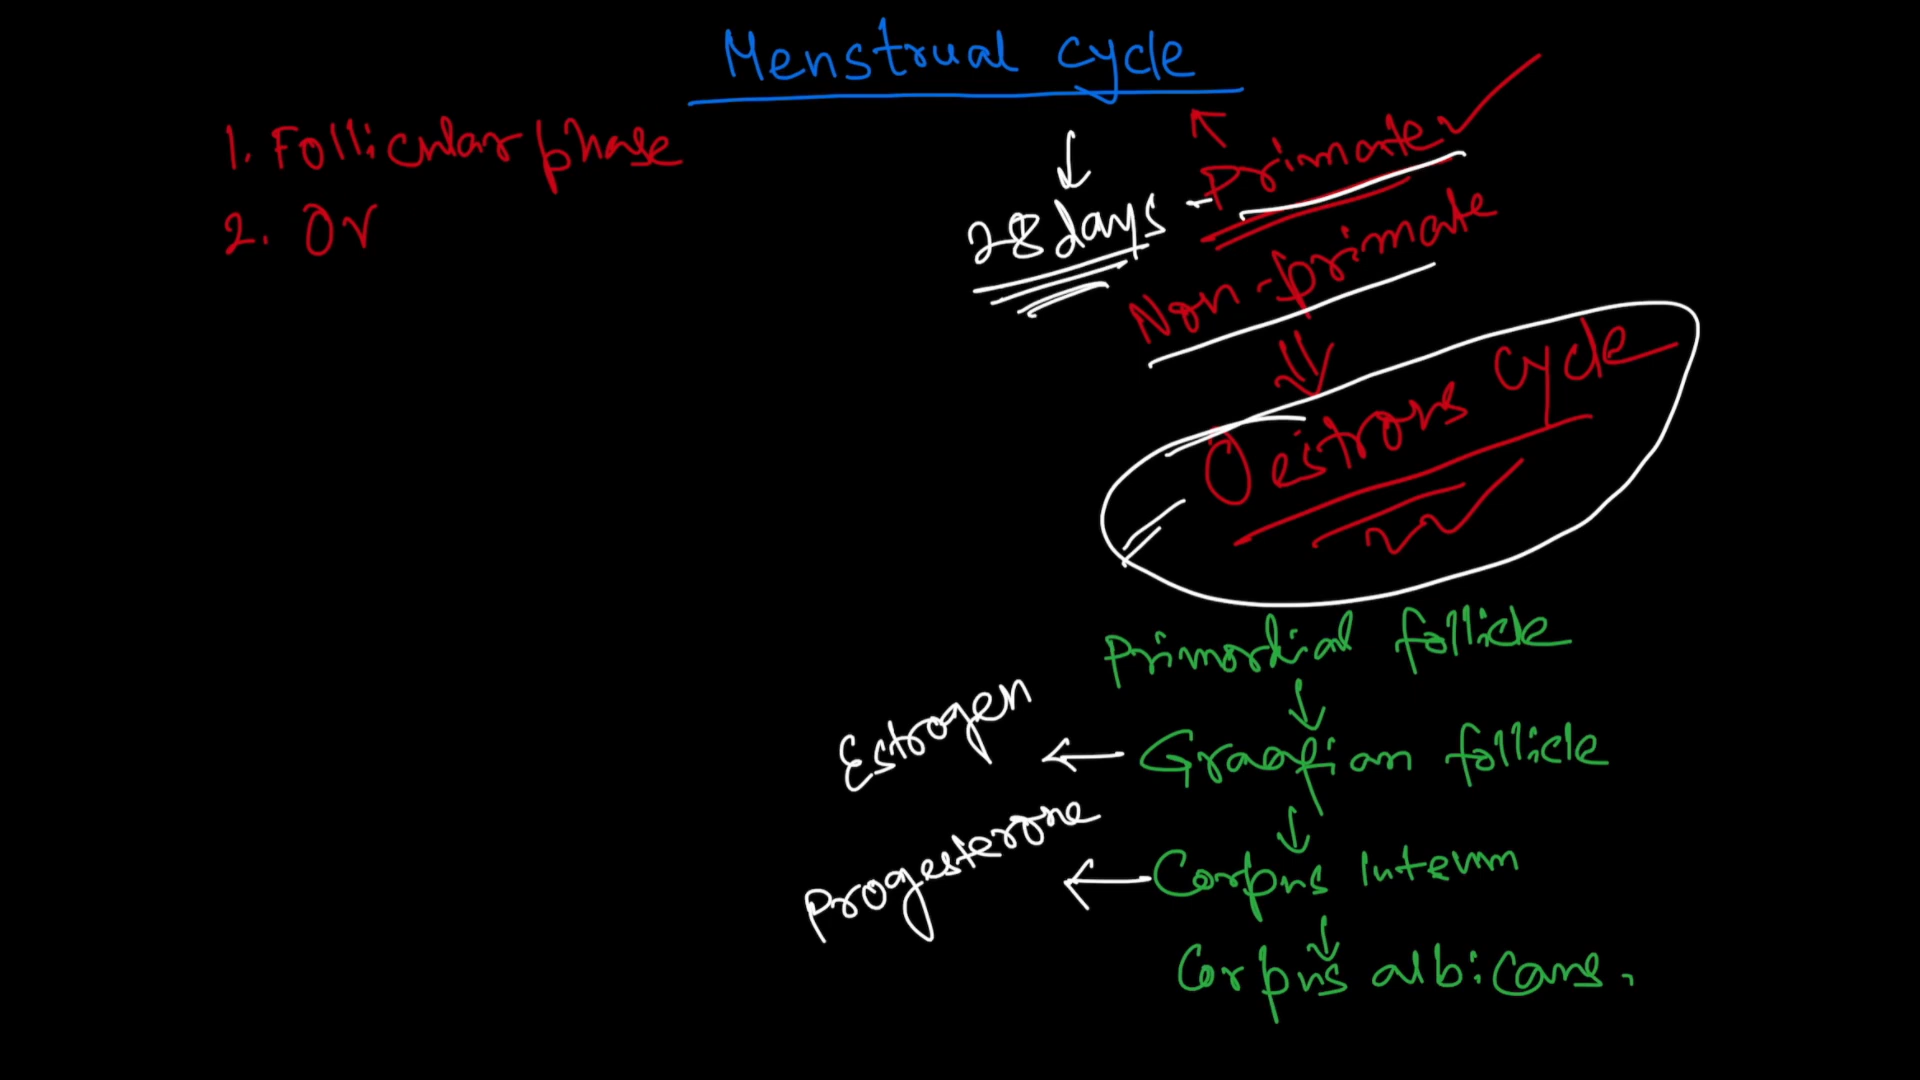 Menstrual cycle
1. Follicular phase
2. Ov
28 days - Primate
Non-primate
Oestrous cycle
Primordial follicle
Estrogen ← Graafian follicle
Progesterone ← Corpus luteum
Corpus albicans.